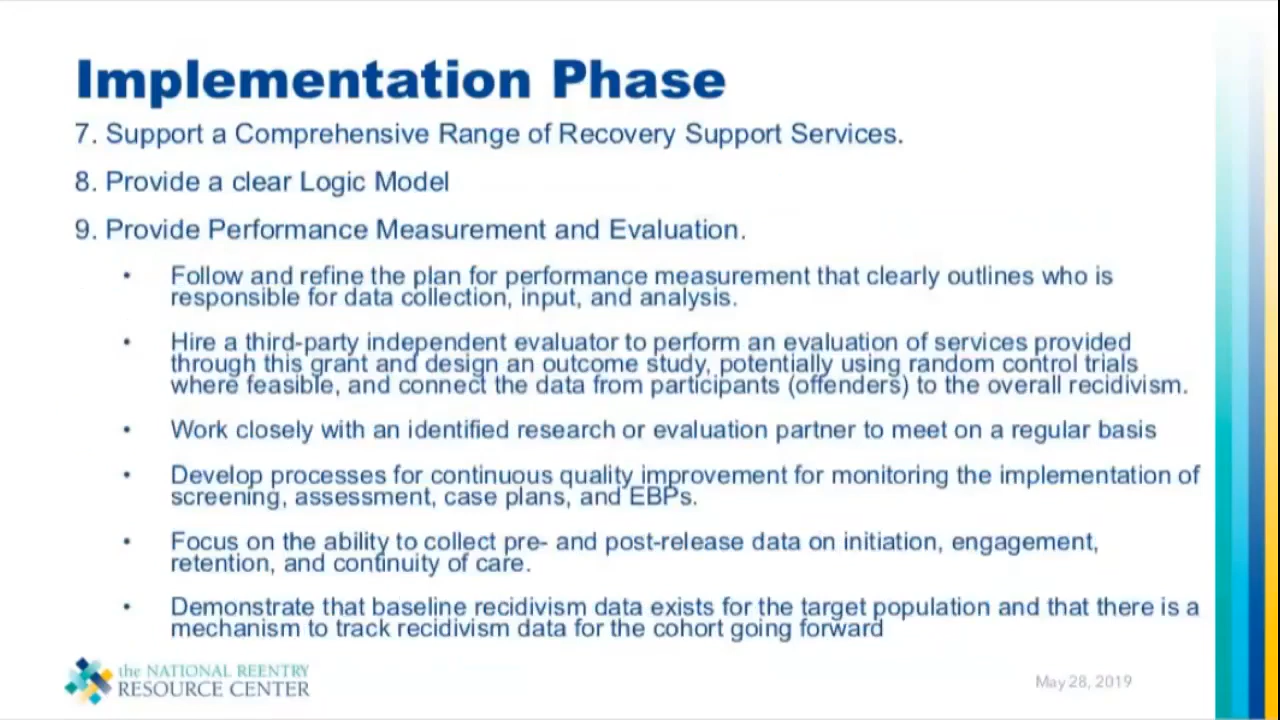 Implementation Phase
7. Support a Comprehensive Range of Recovery Support Services.
8. Provide a clear Logic Model
9. Provide Performance Measurement and Evaluation.
• Follow and refine the plan for performance measurement that clearly outlines who is
responsible for data collection, input, and analysis.
• Hire a third-party independent evaluator to perform an evaluation of services provided
through this grant and design an outcome study, potentially using random control trials
where feasible, and connect the data from participants (offenders) to the overall recidivism.
• Work closely with an identified research or evaluation partner to meet on a regular basis
• Develop processes for continuous quality improvement for monitoring the implementation of
screening, assessment, case plans, and EBPs.
• Focus on the ability to collect pre- and post-release data on initiation, engagement,
retention, and continuity of care.
• Demonstrate that baseline recidivism data exists for the target population and that there is a
mechanism to track recidivism data for the cohort going forward
the NATIONAL REENTRY
RESOURCE CENTER
May 28, 2019